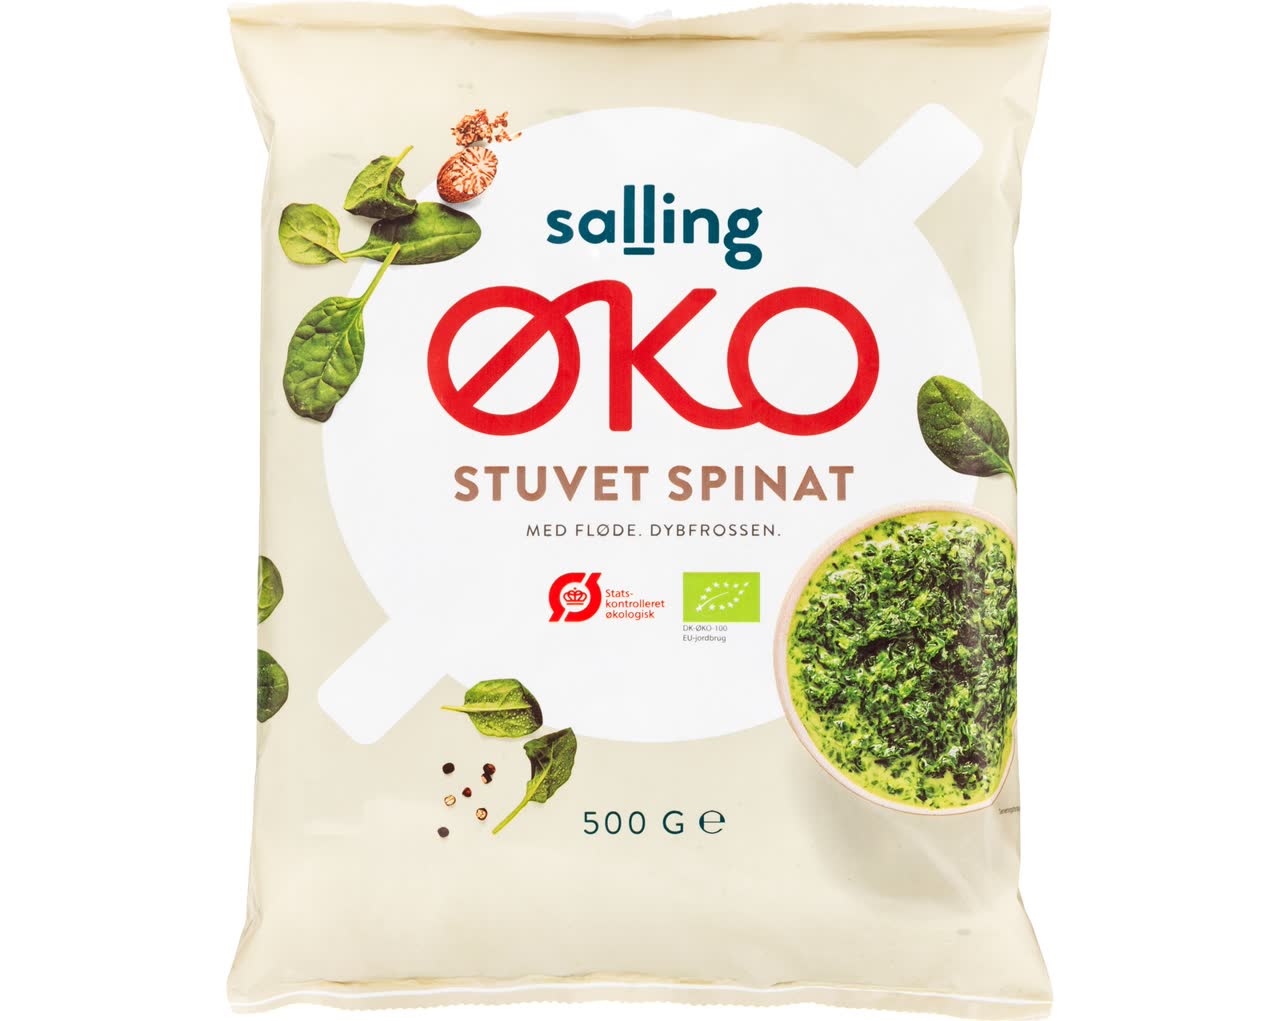 salling
ØKO
STUVET SPINAT
MED FLØDE. DYBFROSSEN.
Stats-
kontrolleret
økologisk
DK-ØKO-100
EU-jordbrug
500 G ℮